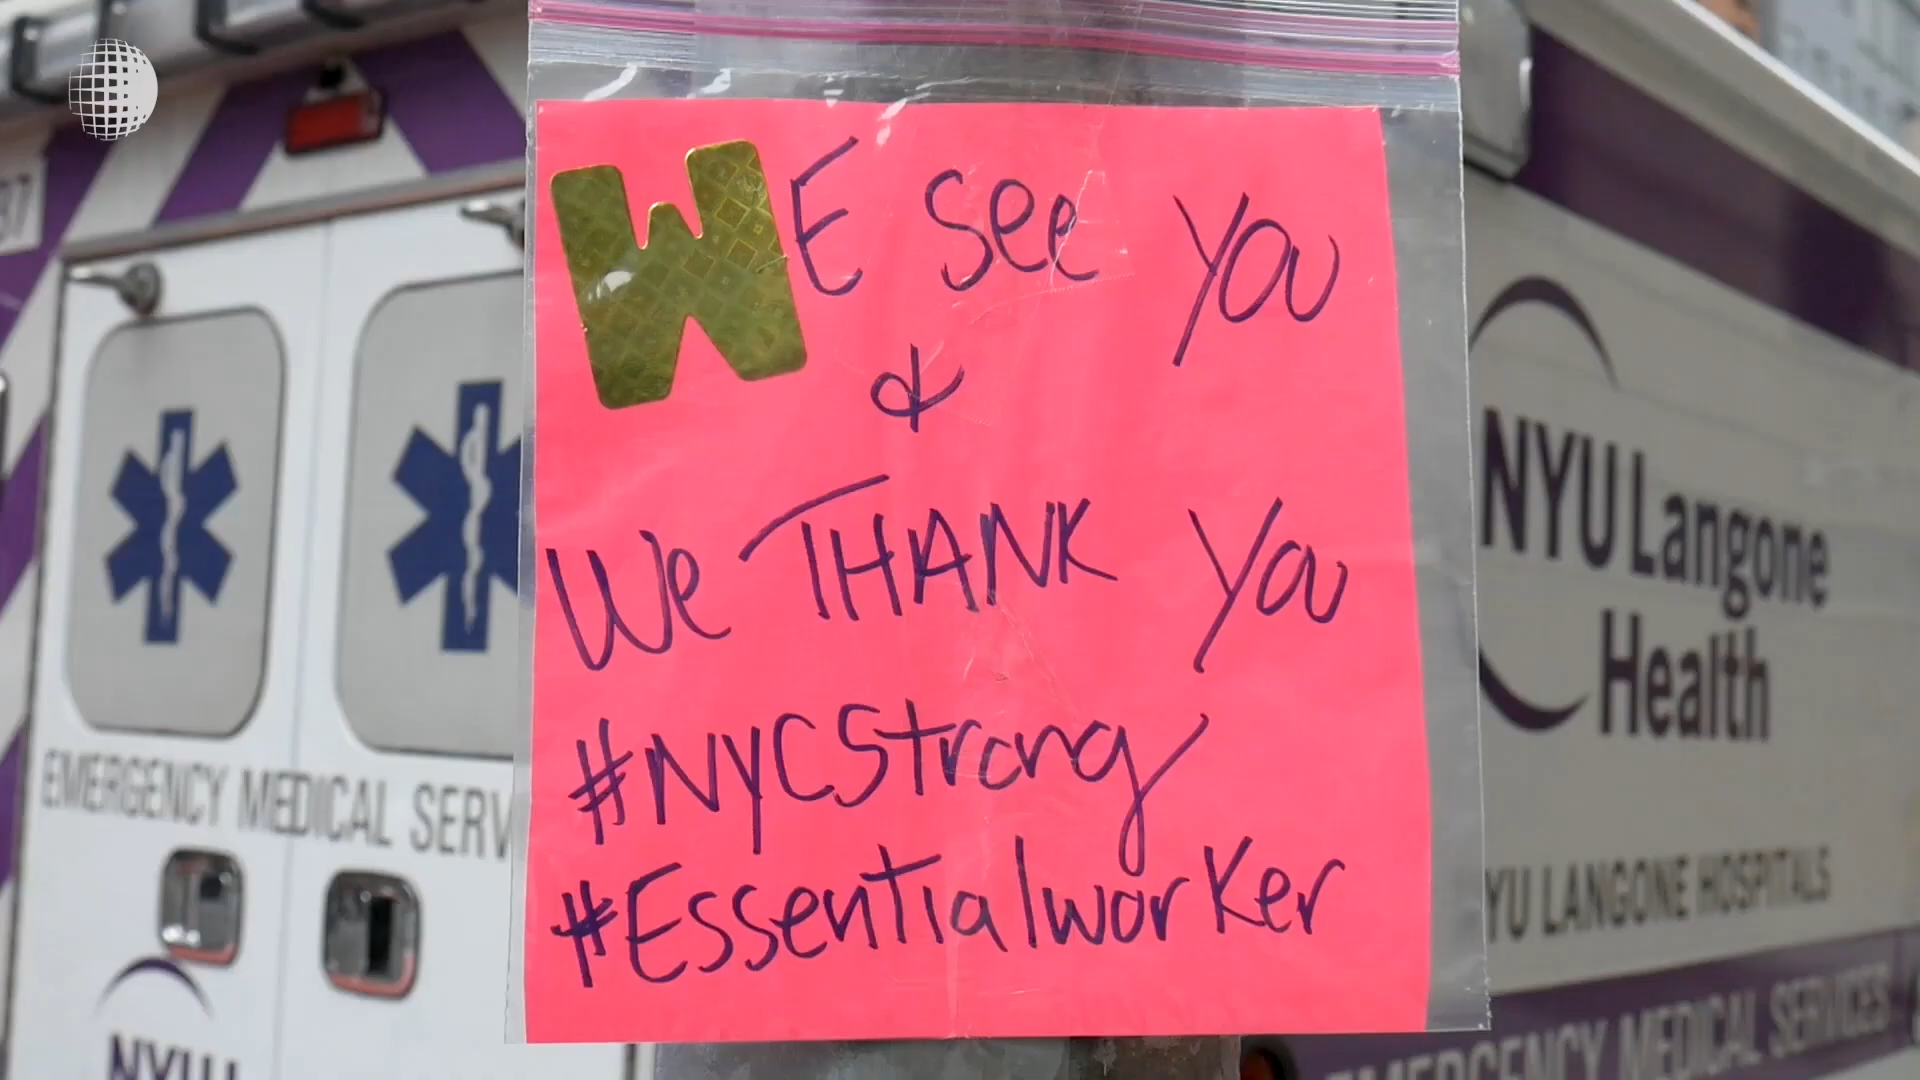 WE see you
&
We THANK you
#NYCStrong
#Essentialworker
EMERGENCY MEDICAL SERV
NYU
NYU Langone
Health
YU LANGONE HOSPITALS
EMERGENCY MEDICAL SERVICES